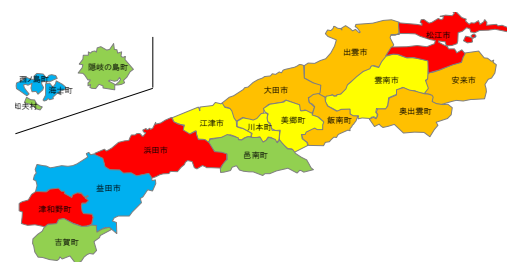 松江市
出雲市
隠岐の島町
西ノ島町
海士町
知夫村
雲南市
安来市
大田市
奥出雲町
飯南町
美郷町
川本町
江津市
邑南町
浜田市
益田市
津和野町
吉賀町